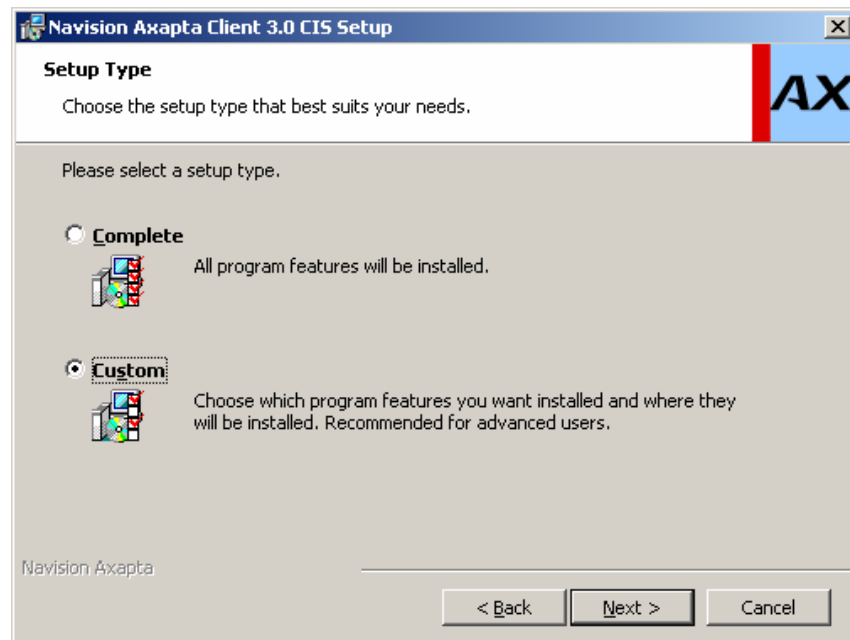 Navision Axapta Client 3.0 CIS Setup
Setup Type
Choose the setup type that best suits your needs.
AX
Please select a setup type.
Complete
All program features will be installed.
Custom
Choose which program features you want installed and where they
will be installed. Recommended for advanced users.
Navision Axapta
< Back
Next >
Cancel